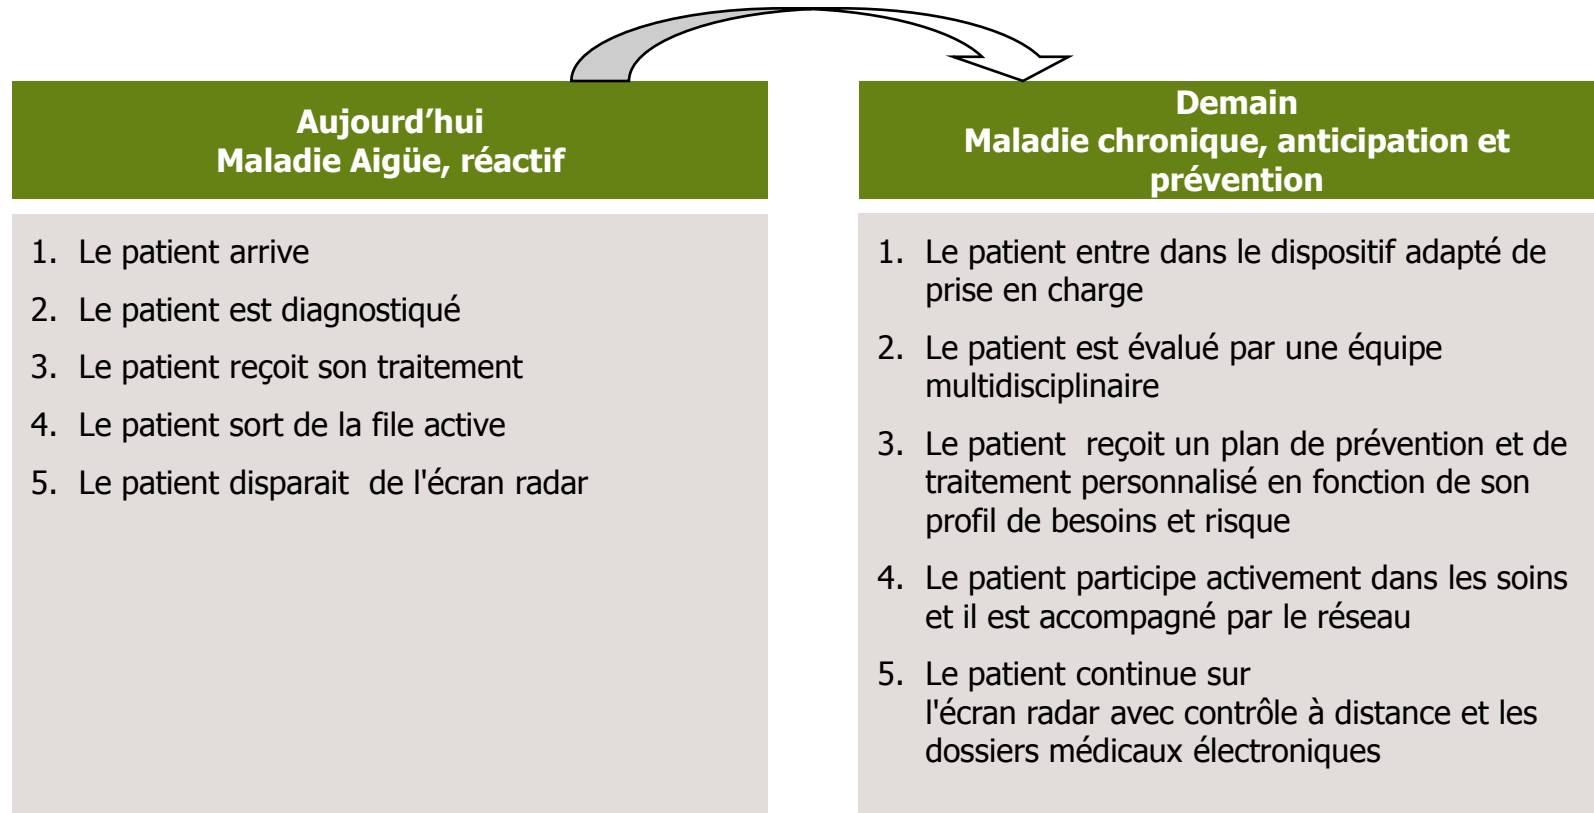 Aujourd’hui
Maladie Aigüe, réactif
1. Le patient arrive
2. Le patient est diagnostiqué
3. Le patient reçoit son traitement
4. Le patient sort de la file active
5. Le patient disparait  de l'écran radar
Demain
Maladie chronique, anticipation et
prévention
1. Le patient entre dans le dispositif adapté de
prise en charge
2. Le patient est évalué par une équipe
multidisciplinaire
3. Le patient  reçoit un plan de prévention et de
traitement personnalisé en fonction de son
profil de besoins et risque
4. Le patient participe activement dans les soins
et il est accompagné par le réseau
5. Le patient continue sur
l'écran radar avec contrôle à distance et les
dossiers médicaux électroniques